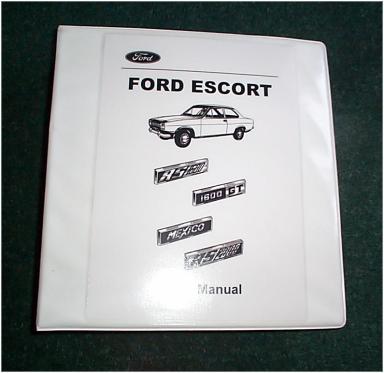 Ford
FORD ESCORT
1600 GT
MEXICO
Manual